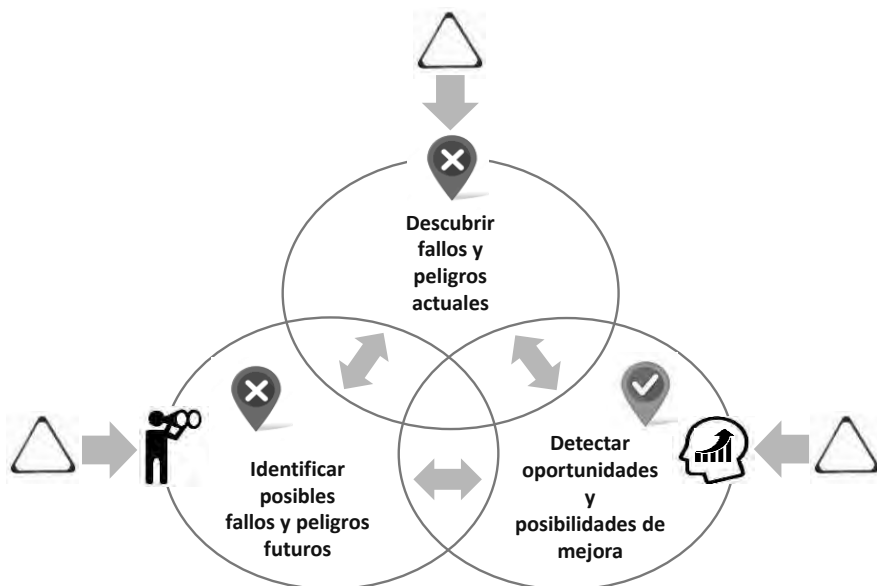 Descubrir
fallos y
peligros
actuales
Identificar
posibles
fallos y peligros
futuros
Detectar
oportunidades
y
posibilidades de
mejora